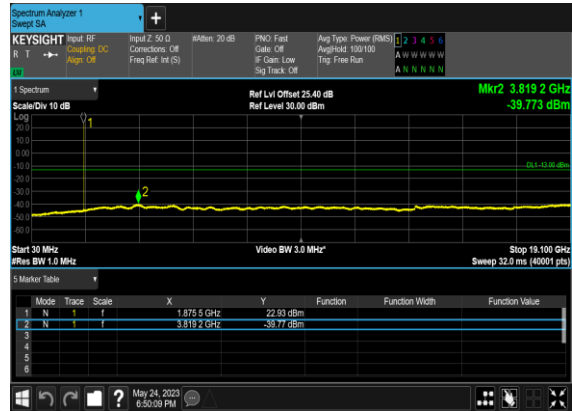 Spectrum Analyzer 1
Swept SA
+
KEYSIGHT Input: RF Input Z: 50 Ω #Atten: 20 dB PNO: Fast Avg Type: Power (RMS) 1 2 3 4 5 6
R T Coupling: DC Corrections: Off Gate: Off Avg|Hold: 100/100 A W W W W W
Align: Off Freq Ref: Int (S) IF Gain: Low Trig: Free Run
LW Sig Track: Off A N N N N N
1 Spectrum Ref Lvl Offset 25.40 dB Mkr2 3.819 2 GHz
Scale/Div 10 dB Ref Level 30.00 dBm -39.773 dBm
Log
1
20.0
10.0
0.00
-10.0
DL1 -13.00 dBm
-20.0
-30.0
2
-40.0
-50.0
-60.0
Start 30 MHz Video BW 3.0 MHz* Stop 19.100 GHz
#Res BW 1.0 MHz Sweep 32.0 ms (40001 pts)
5 Marker Table
Mode Trace Scale X Y Function Function Width Function Value
1 N 1 f 1.875 5 GHz 22.93 dBm
2 N 1 f 3.819 2 GHz -39.77 dBm
3
4
5
6
? May 24, 2023
6:50:09 PM